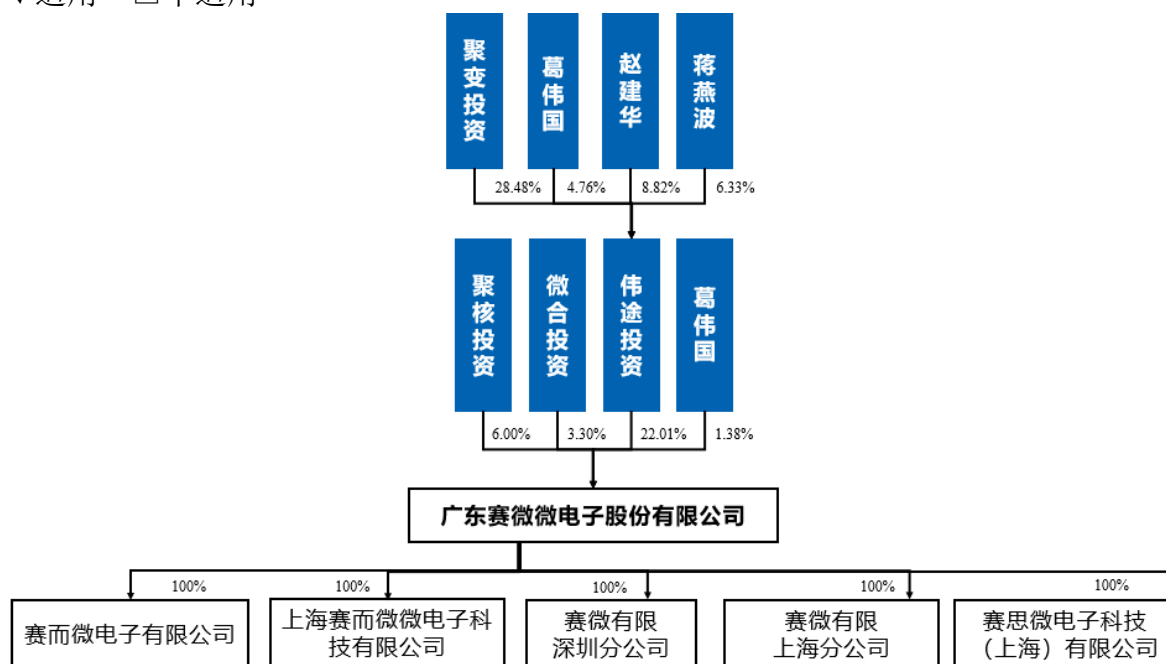 聚变投资
葛伟国
赵建华
蒋燕波
28.48%
4.76%
8.82%
6.33%
聚核投资
微合投资
伟途投资
葛伟国
6.00%
3.30%
22.01%
1.38%
广东赛微微电子股份有限公司
100%
100%
100%
100%
100%
赛而微电子有限公司
上海赛而微微电子科
技有限公司
赛微有限
深圳分公司
赛微有限
上海分公司
赛思微电子科技
（上海）有限公司